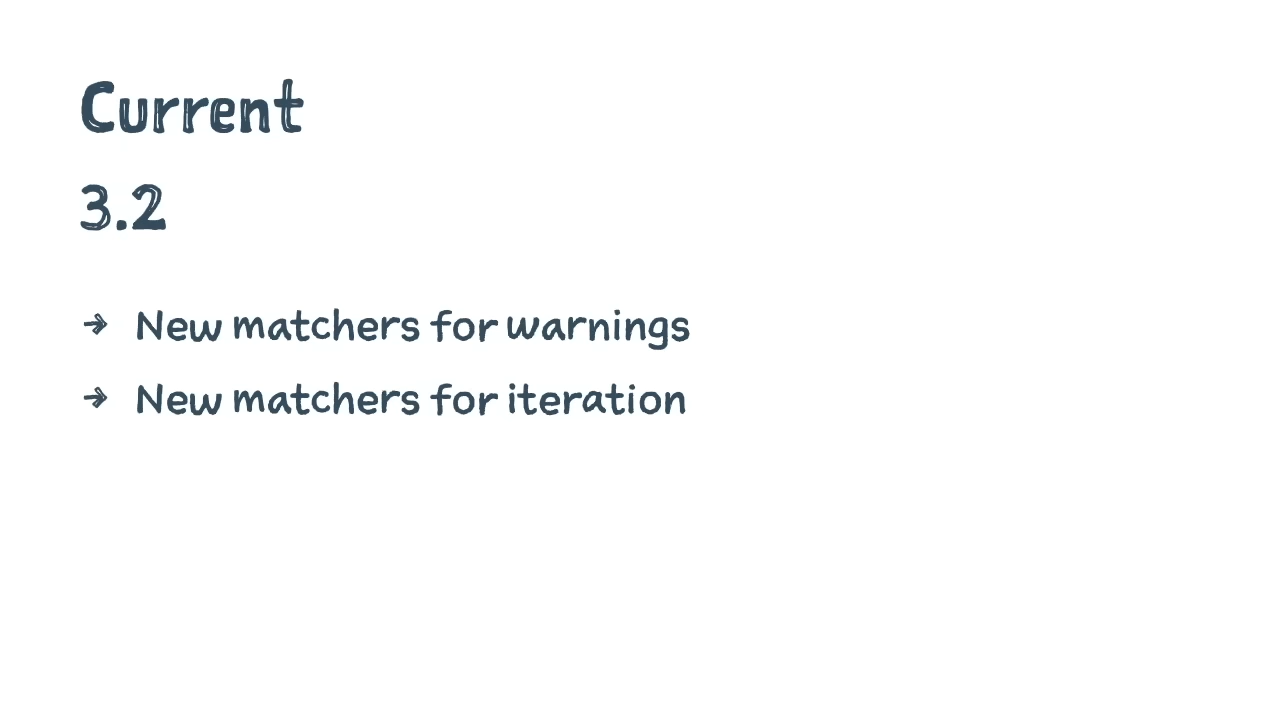 Current
3.2
→ New matchers for warnings
→ New matchers for iteration